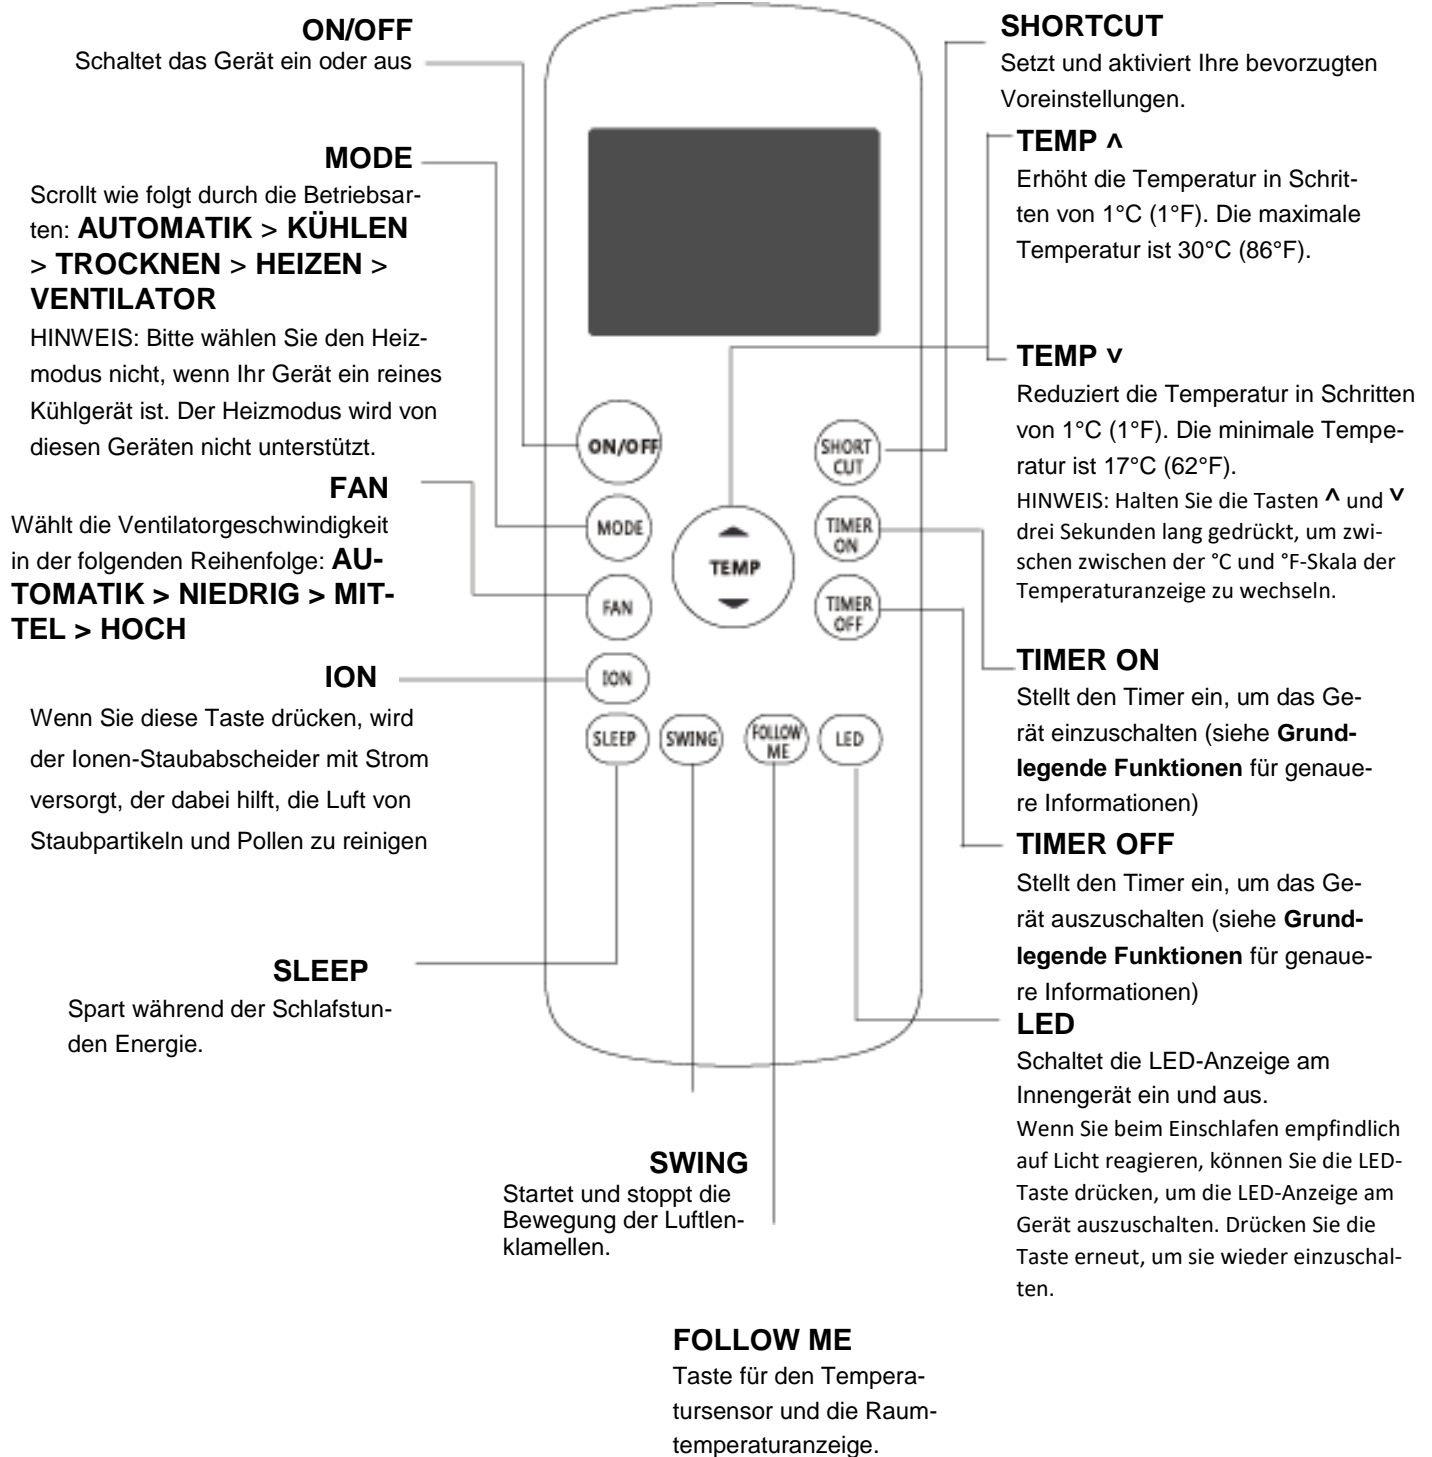 ON/OFF
Schaltet das Gerät ein oder aus
MODE
Scrollt wie folgt durch die Betriebsar-
ten: AUTOMATIK > KÜHLEN
> TROCKNEN > HEIZEN >
VENTILATOR
HINWEIS: Bitte wählen Sie den Heiz-
modus nicht, wenn Ihr Gerät ein reines
Kühlgerät ist. Der Heizmodus wird von
diesen Geräten nicht unterstützt.
FAN
Wählt die Ventilatorgeschwindigkeit
in der folgenden Reihenfolge: AU-
TOMATIK > NIEDRIG > MIT-
TEL > HOCH
ION
Wenn Sie diese Taste drücken, wird
der Ionen-Staubabscheider mit Strom
versorgt, der dabei hilft, die Luft von
Staubpartikeln und Pollen zu reinigen
SLEEP
Spart während der Schlafstun-
den Energie.
ON/OFF
MODE
FAN
ION
SLEEP
SWING
FOLLOW
ME
LED
TEMP
SHORT
CUT
TIMER
ON
TIMER
OFF
SWING
Startet und stoppt die
Bewegung der Luftlen-
klamellen.
FOLLOW ME
Taste für den Tempera-
tursensor und die Raum-
temperaturanzeige.
SHORTCUT
Setzt und aktiviert Ihre bevorzugten
Voreinstellungen.
TEMP ˄
Erhöht die Temperatur in Schrit-
ten von 1°C (1°F). Die maximale
Temperatur ist 30°C (86°F).
TEMP ˅
Reduziert die Temperatur in Schritten
von 1°C (1°F). Die minimale Tempe-
ratur ist 17°C (62°F).
HINWEIS: Halten Sie die Tasten ˄ und ˅
drei Sekunden lang gedrückt, um zwi-
schen zwischen der °C und °F-Skala der
Temperaturanzeige zu wechseln.
TIMER ON
Stellt den Timer ein, um das Ge-
rät einzuschalten (siehe Grund-
legende Funktionen für genaue-
re Informationen)
TIMER OFF
Stellt den Timer ein, um das Ge-
rät auszuschalten (siehe Grund-
legende Funktionen für genaue-
re Informationen)
LED
Schaltet die LED-Anzeige am
Innengerät ein und aus.
Wenn Sie beim Einschlafen empfindlich
auf Licht reagieren, können Sie die LED-
Taste drücken, um die LED-Anzeige am
Gerät auszuschalten. Drücken Sie die
Taste erneut, um sie wieder einzuschal-
ten.